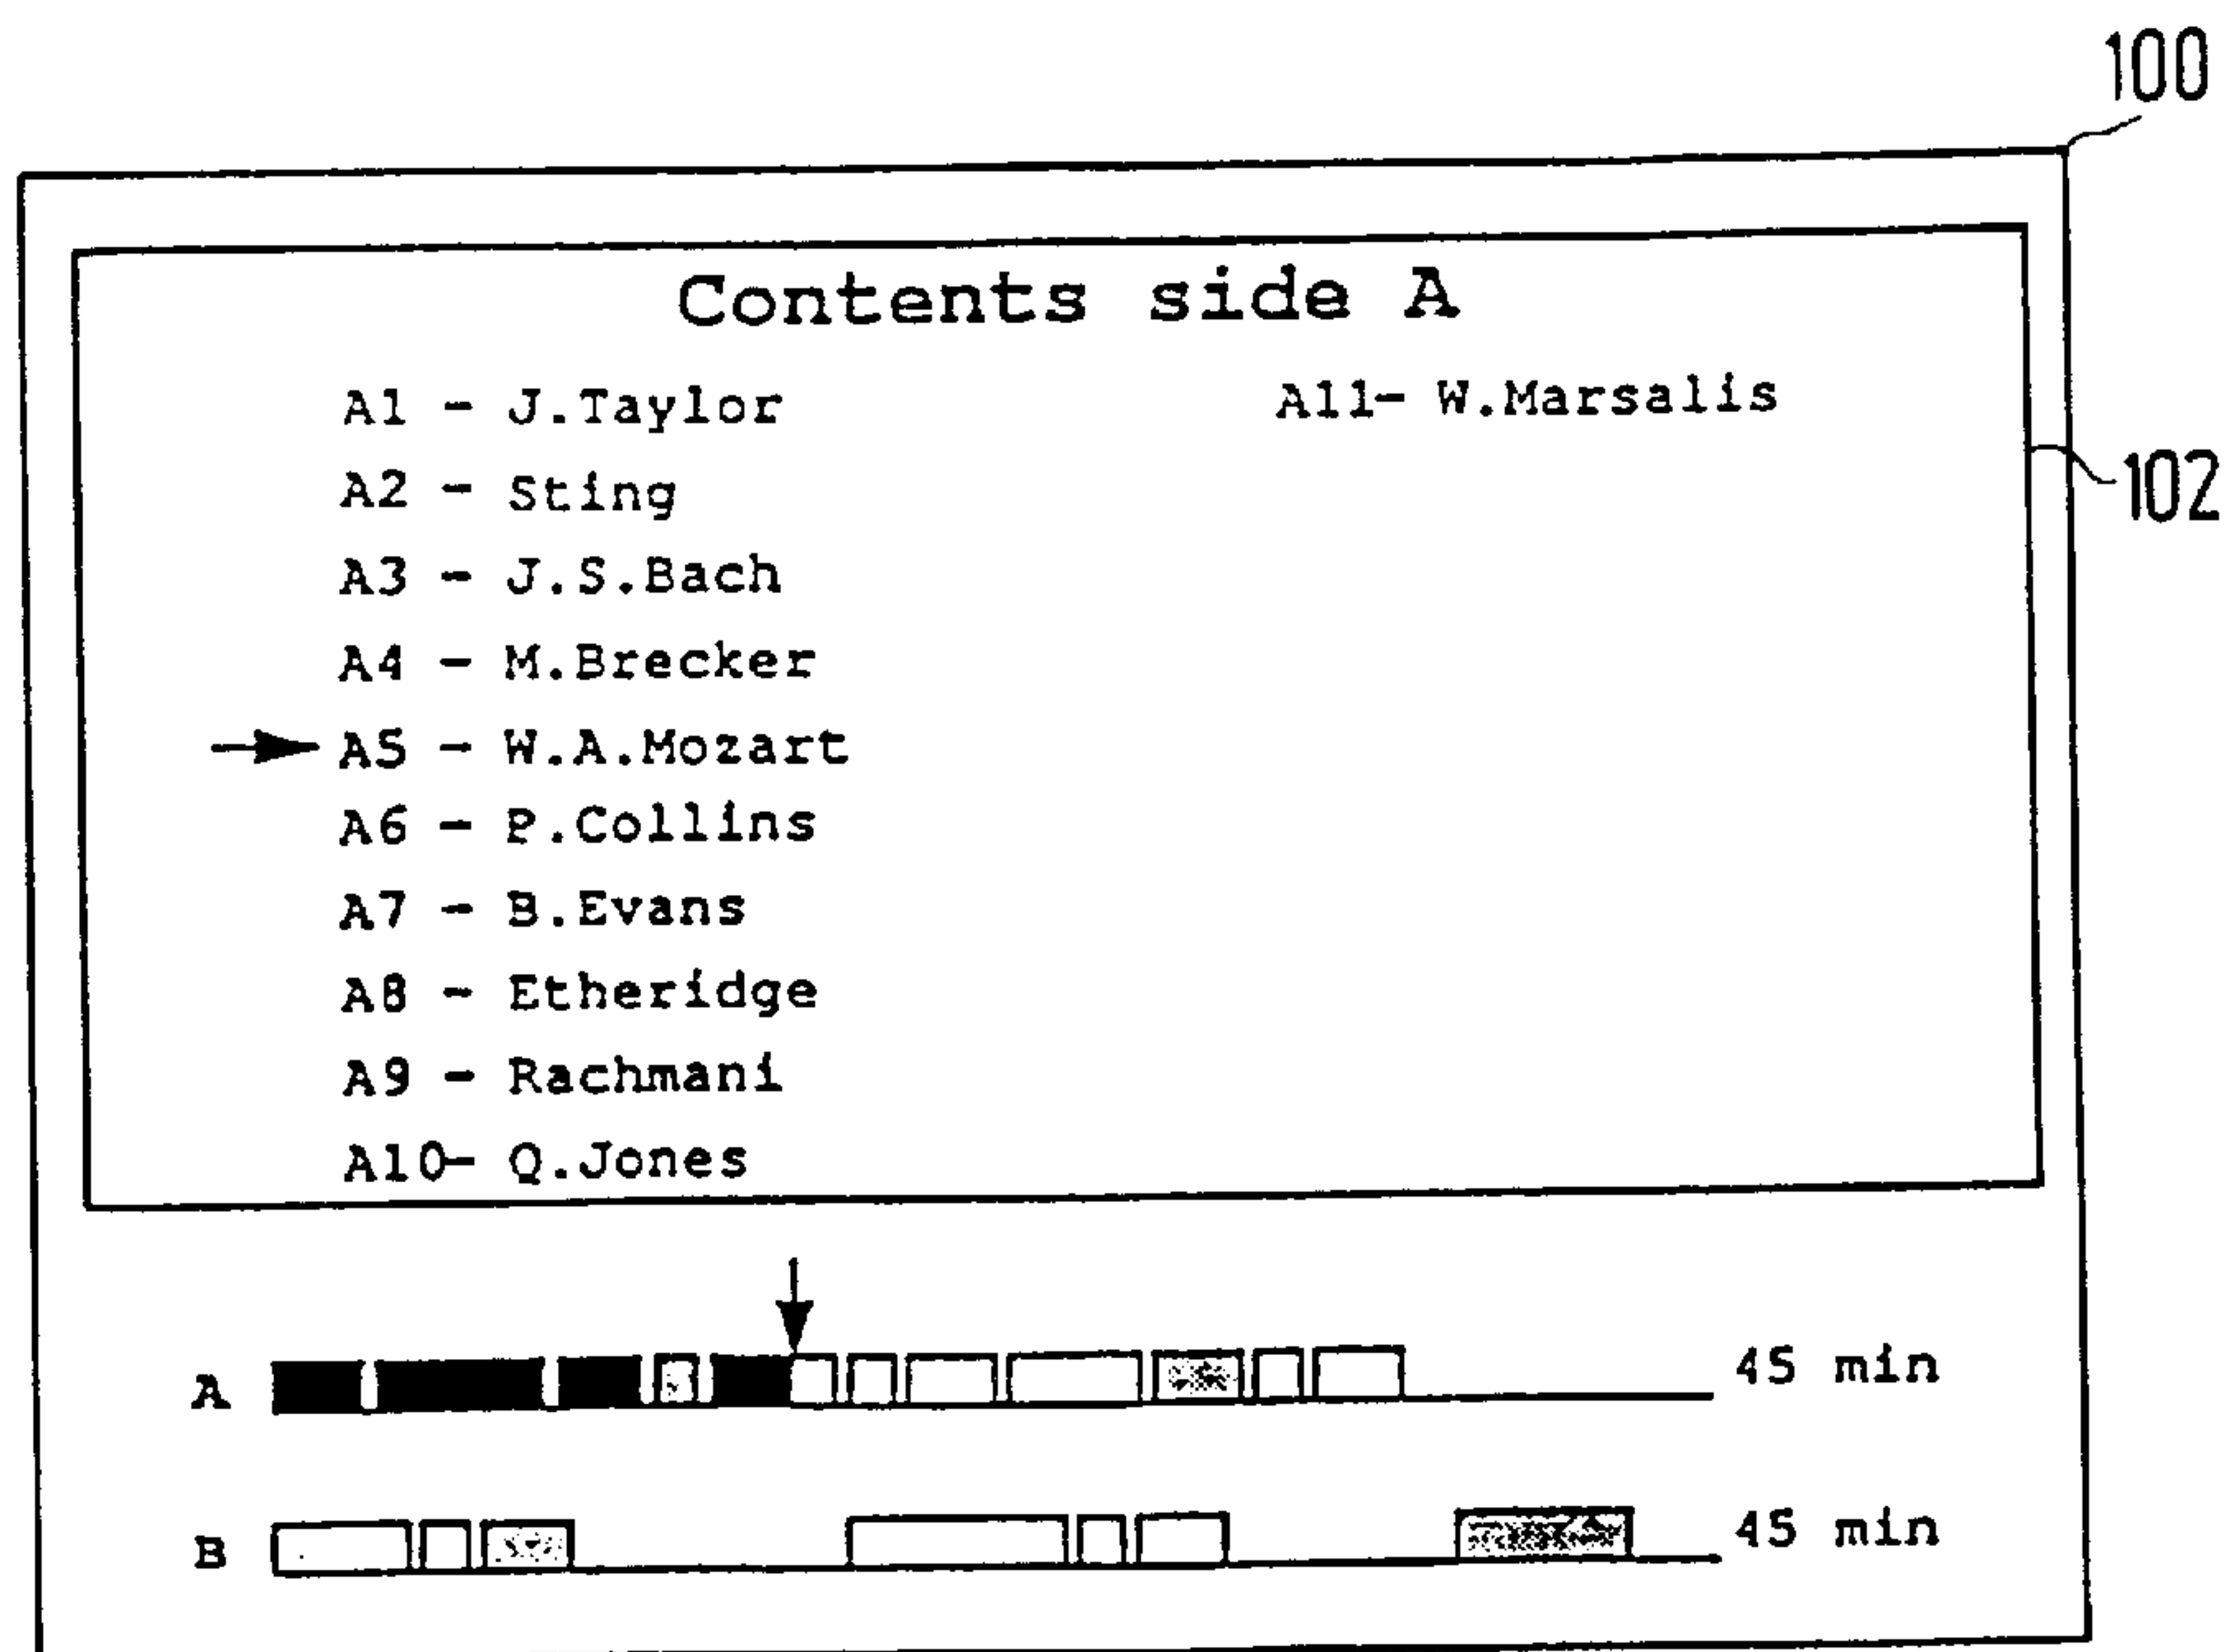 100
Contents side A
A1 - J.Taylor
A2 - Sting
A3 - J.S.Bach
A4 - M.Brecker
A5 - W.A.Mozart
A6 - P.Collins
A7 - B.Evans
A8 - Etheridge
A9 - Rachmani
A10- Q.Jones
A11- W.Marsalis
102
A 45 min
B 45 min